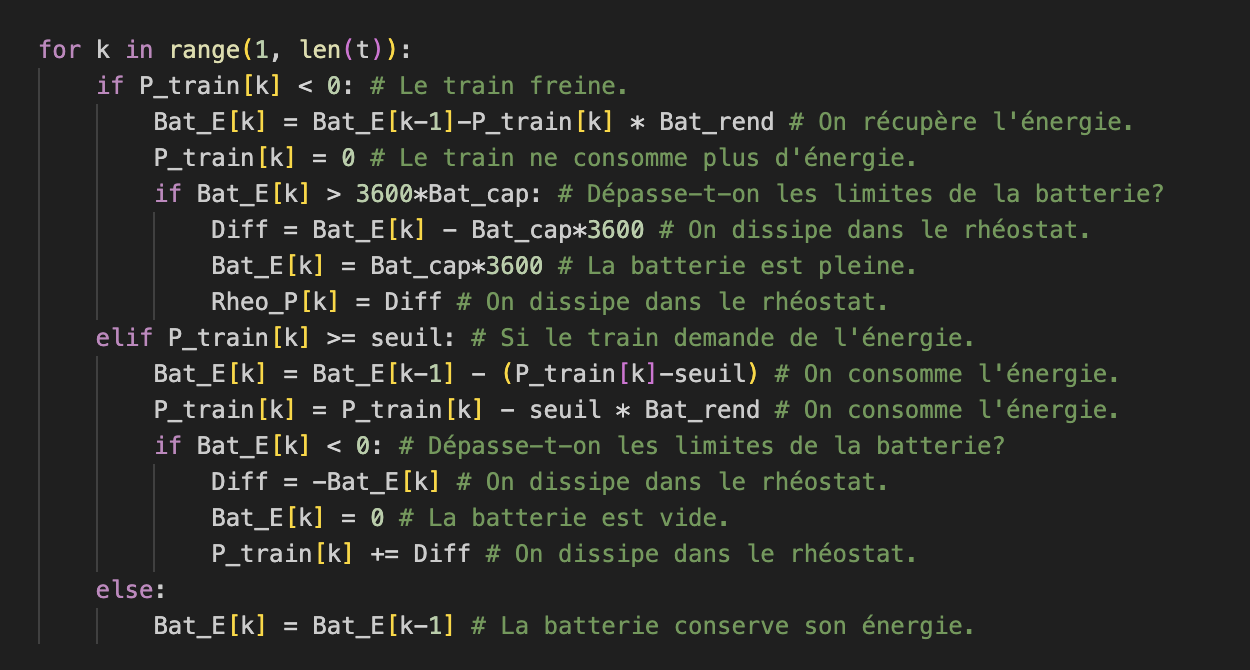 for k in range(1, len(t)):
    if P_train[k] < 0: # Le train freine.
        Bat_E[k] = Bat_E[k-1]-P_train[k] * Bat_rend # On récupère l'énergie.
        P_train[k] = 0 # Le train ne consomme plus d'énergie.
        if Bat_E[k] > 3600*Bat_cap: # Dépasse-t-on les limites de la batterie?
            Diff = Bat_E[k] - Bat_cap*3600 # On dissipe dans le rhéostat.
            Bat_E[k] = Bat_cap*3600 # La batterie est pleine.
            Rheo_P[k] = Diff # On dissipe dans le rhéostat.
    elif P_train[k] >= seuil: # Si le train demande de l'énergie.
        Bat_E[k] = Bat_E[k-1] - (P_train[k]-seuil) # On consomme l'énergie.
        P_train[k] = P_train[k] - seuil * Bat_rend # On consomme l'énergie.
        if Bat_E[k] < 0: # Dépasse-t-on les limites de la batterie?
            Diff = -Bat_E[k] # On dissipe dans le rhéostat.
            Bat_E[k] = 0 # La batterie est vide.
            P_train[k] += Diff # On dissipe dans le rhéostat.
    else:
        Bat_E[k] = Bat_E[k-1] # La batterie conserve son énergie.